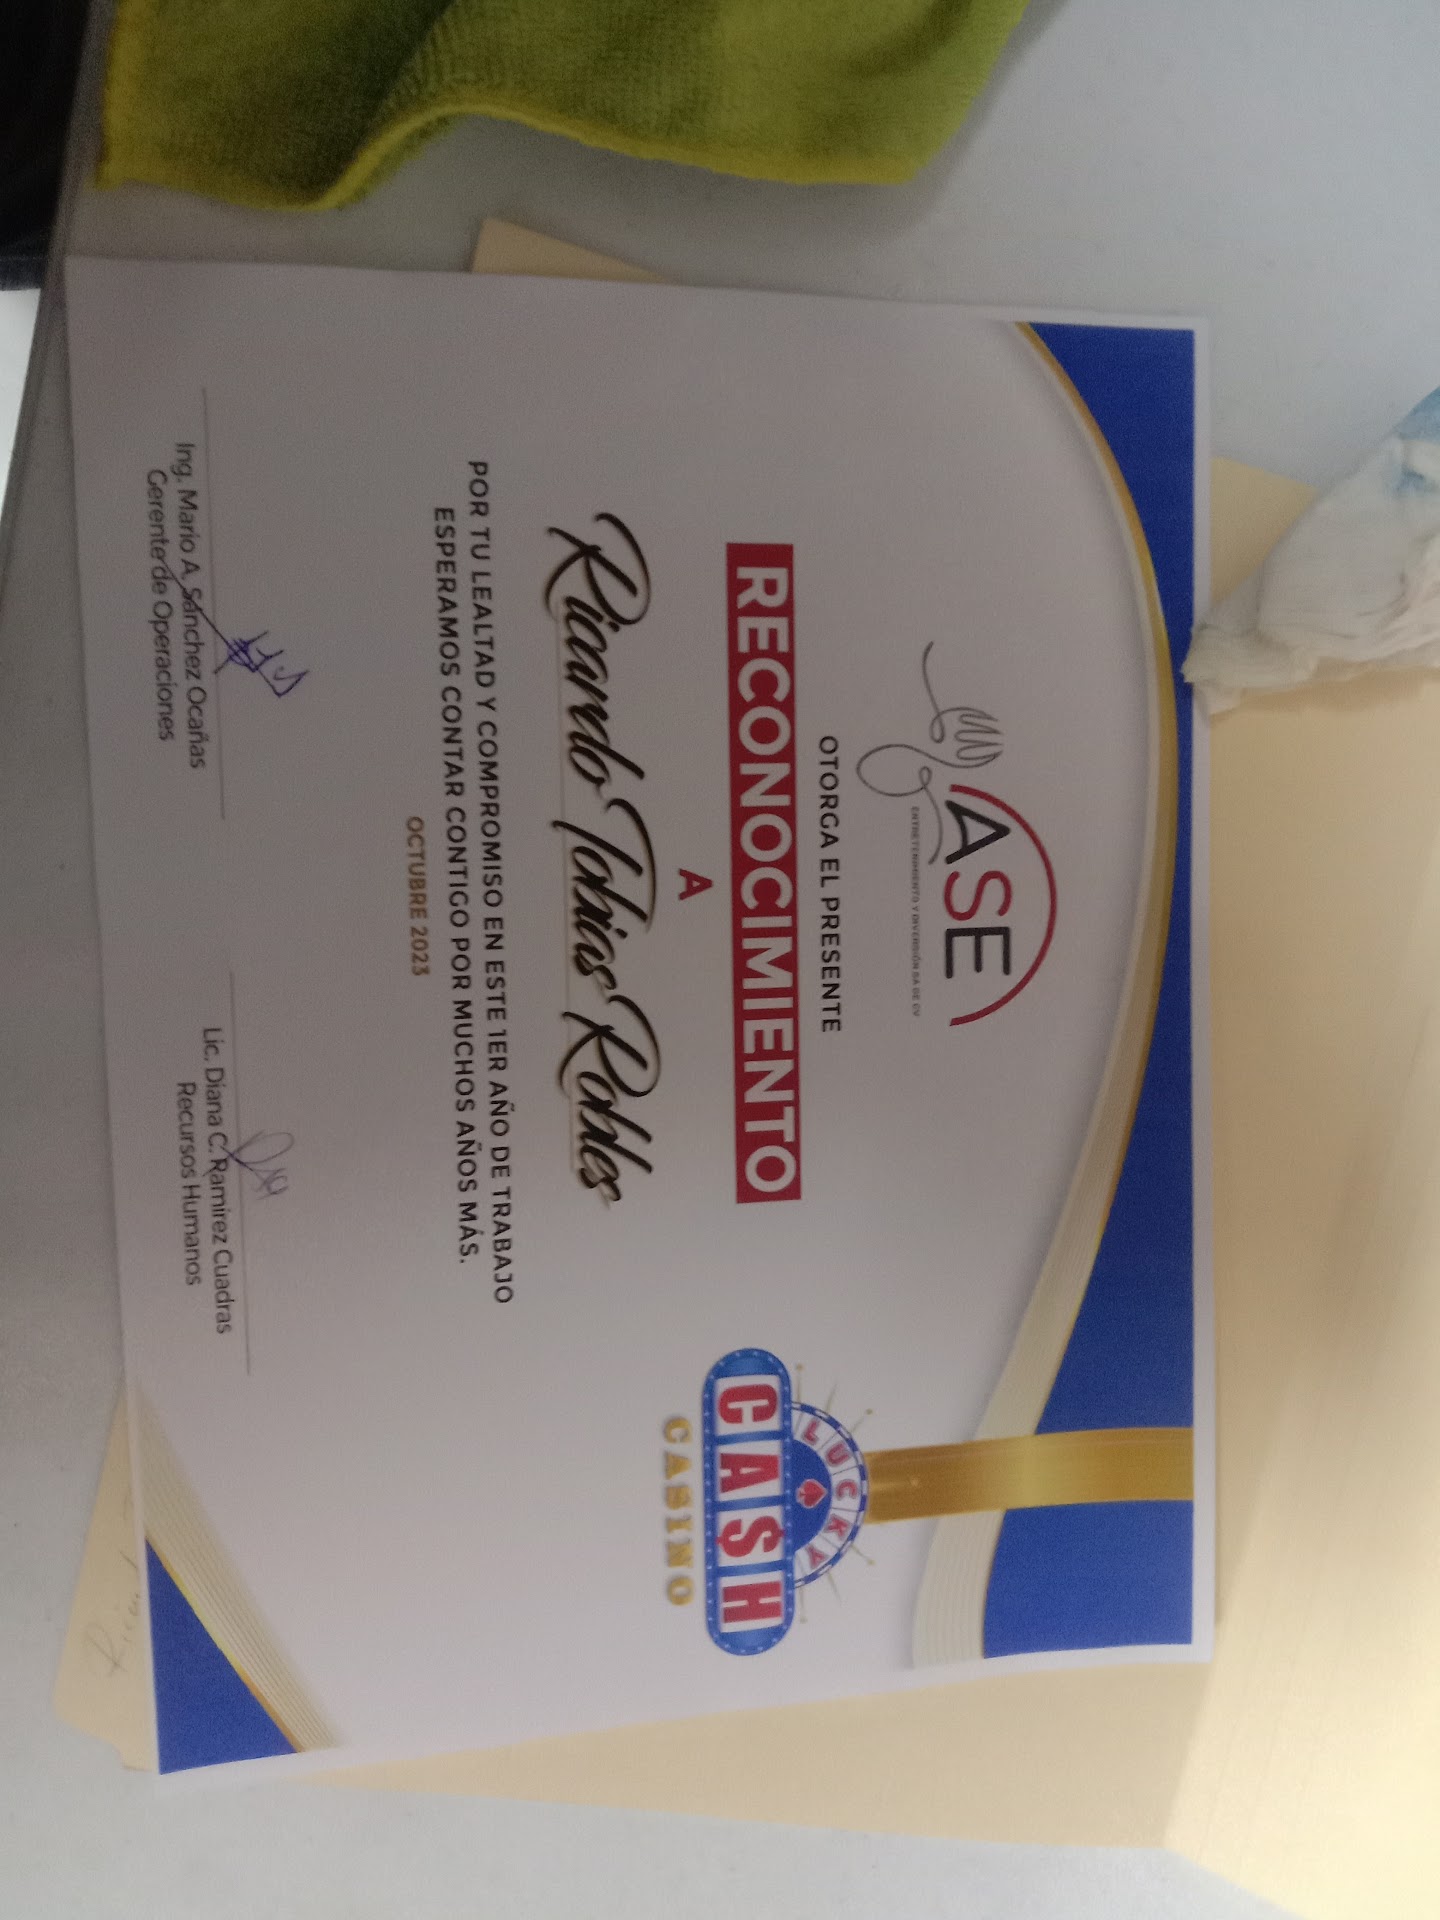 ASE
ENTRETENIMIENTO Y DIVERSIÓN SA DE CV
OTORGA EL PRESENTE
RECONOCIMIENTO
A
LUCKY
CA$H
CASINO
Ricardo Tobias Robles
POR TU LEALTAD Y COMPROMISO EN ESTE 1ER AÑO DE TRABAJO
ESPERAMOS CONTAR CONTIGO POR MUCHOS AÑOS MÁS.
OCTUBRE 2023
Ing. Mario A. Sánchez Ocañas
Gerente de Operaciones
Lic. Diana C. Ramirez Cuadras
Recursos Humanos